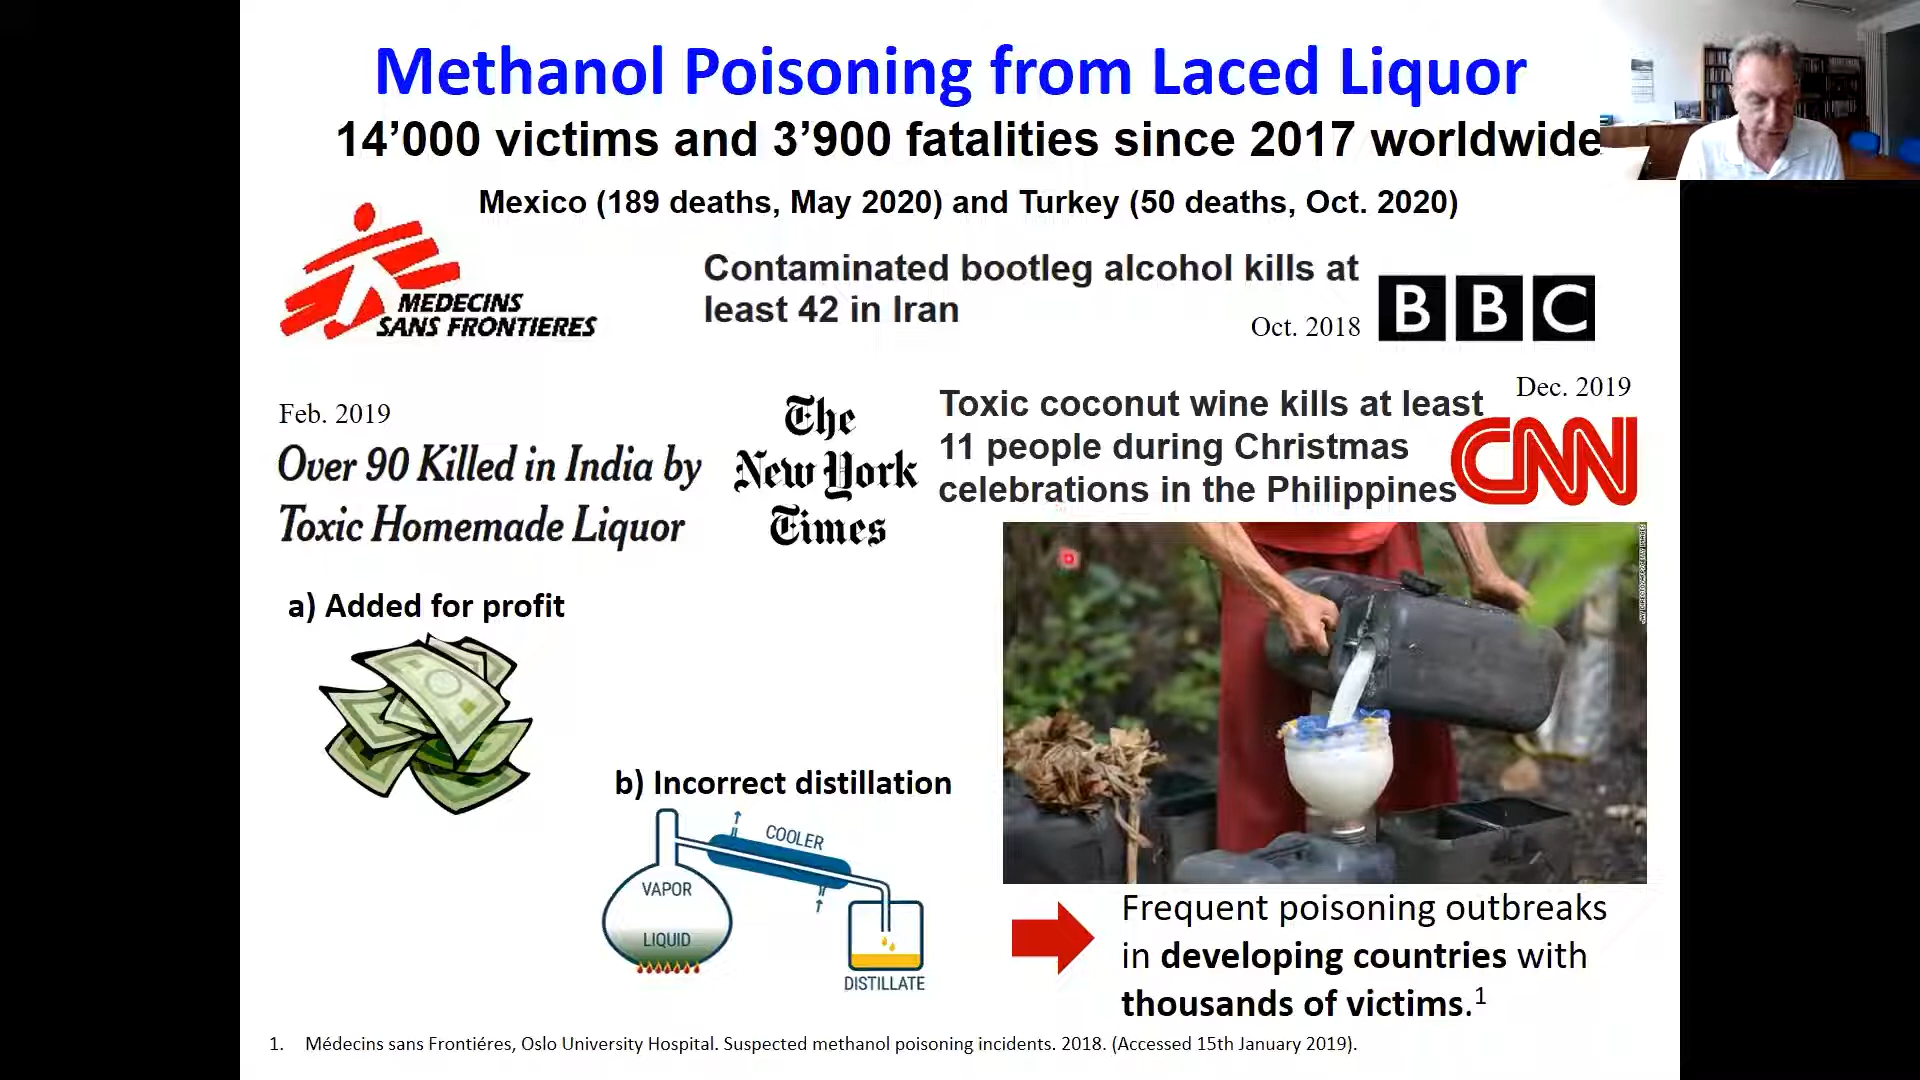 Methanol Poisoning from Laced Liquor
14’000 victims and 3’900 fatalities since 2017 worldwide
Mexico (189 deaths, May 2020) and Turkey (50 deaths, Oct. 2020)
MEDECINS
SANS FRONTIERES
Contaminated bootleg alcohol kills at
least 42 in Iran
Oct. 2018
BBC
Feb. 2019
Over 90 Killed in India by
Toxic Homemade Liquor
The
New York
Times
Dec. 2019
Toxic coconut wine kills at least
11 people during Christmas
celebrations in the Philippines
CNN
a) Added for profit
b) Incorrect distillation
COOLER
VAPOR
LIQUID
DISTILLATE
Frequent poisoning outbreaks
in developing countries with
thousands of victims.1
1. Médecins sans Frontiéres, Oslo University Hospital. Suspected methanol poisoning incidents. 2018. (Accessed 15th January 2019).